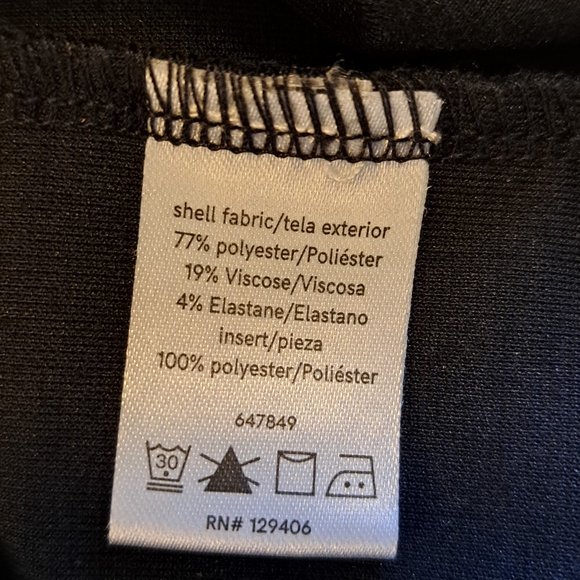 shell fabric/tela exterior
77% polyester/Poliéster
19% Viscose/Viscosa
4% Elastane/Elastano
insert/pieza
100% polyester/Poliéster
647849
30
RN# 129406